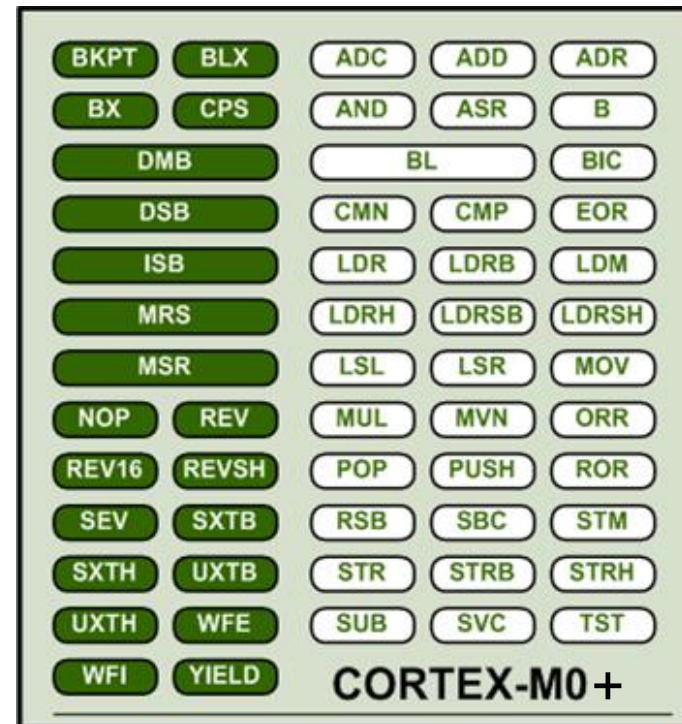 BKPT BLX ADC ADD ADR
BX CPS AND ASR B
DMB BL BIC
DSB CMN CMP EOR
ISB LDR LDRB LDM
MRS LDRH LDRSB LDRSH
MSR LSL LSR MOV
NOP REV MUL MVN ORR
REV16 REVSH POP PUSH ROR
SEV SXTB RSB SBC STM
SXTH UXTB STR STRB STRH
UXTH WFE SUB SVC TST
WFI YIELD CORTEX-M0+